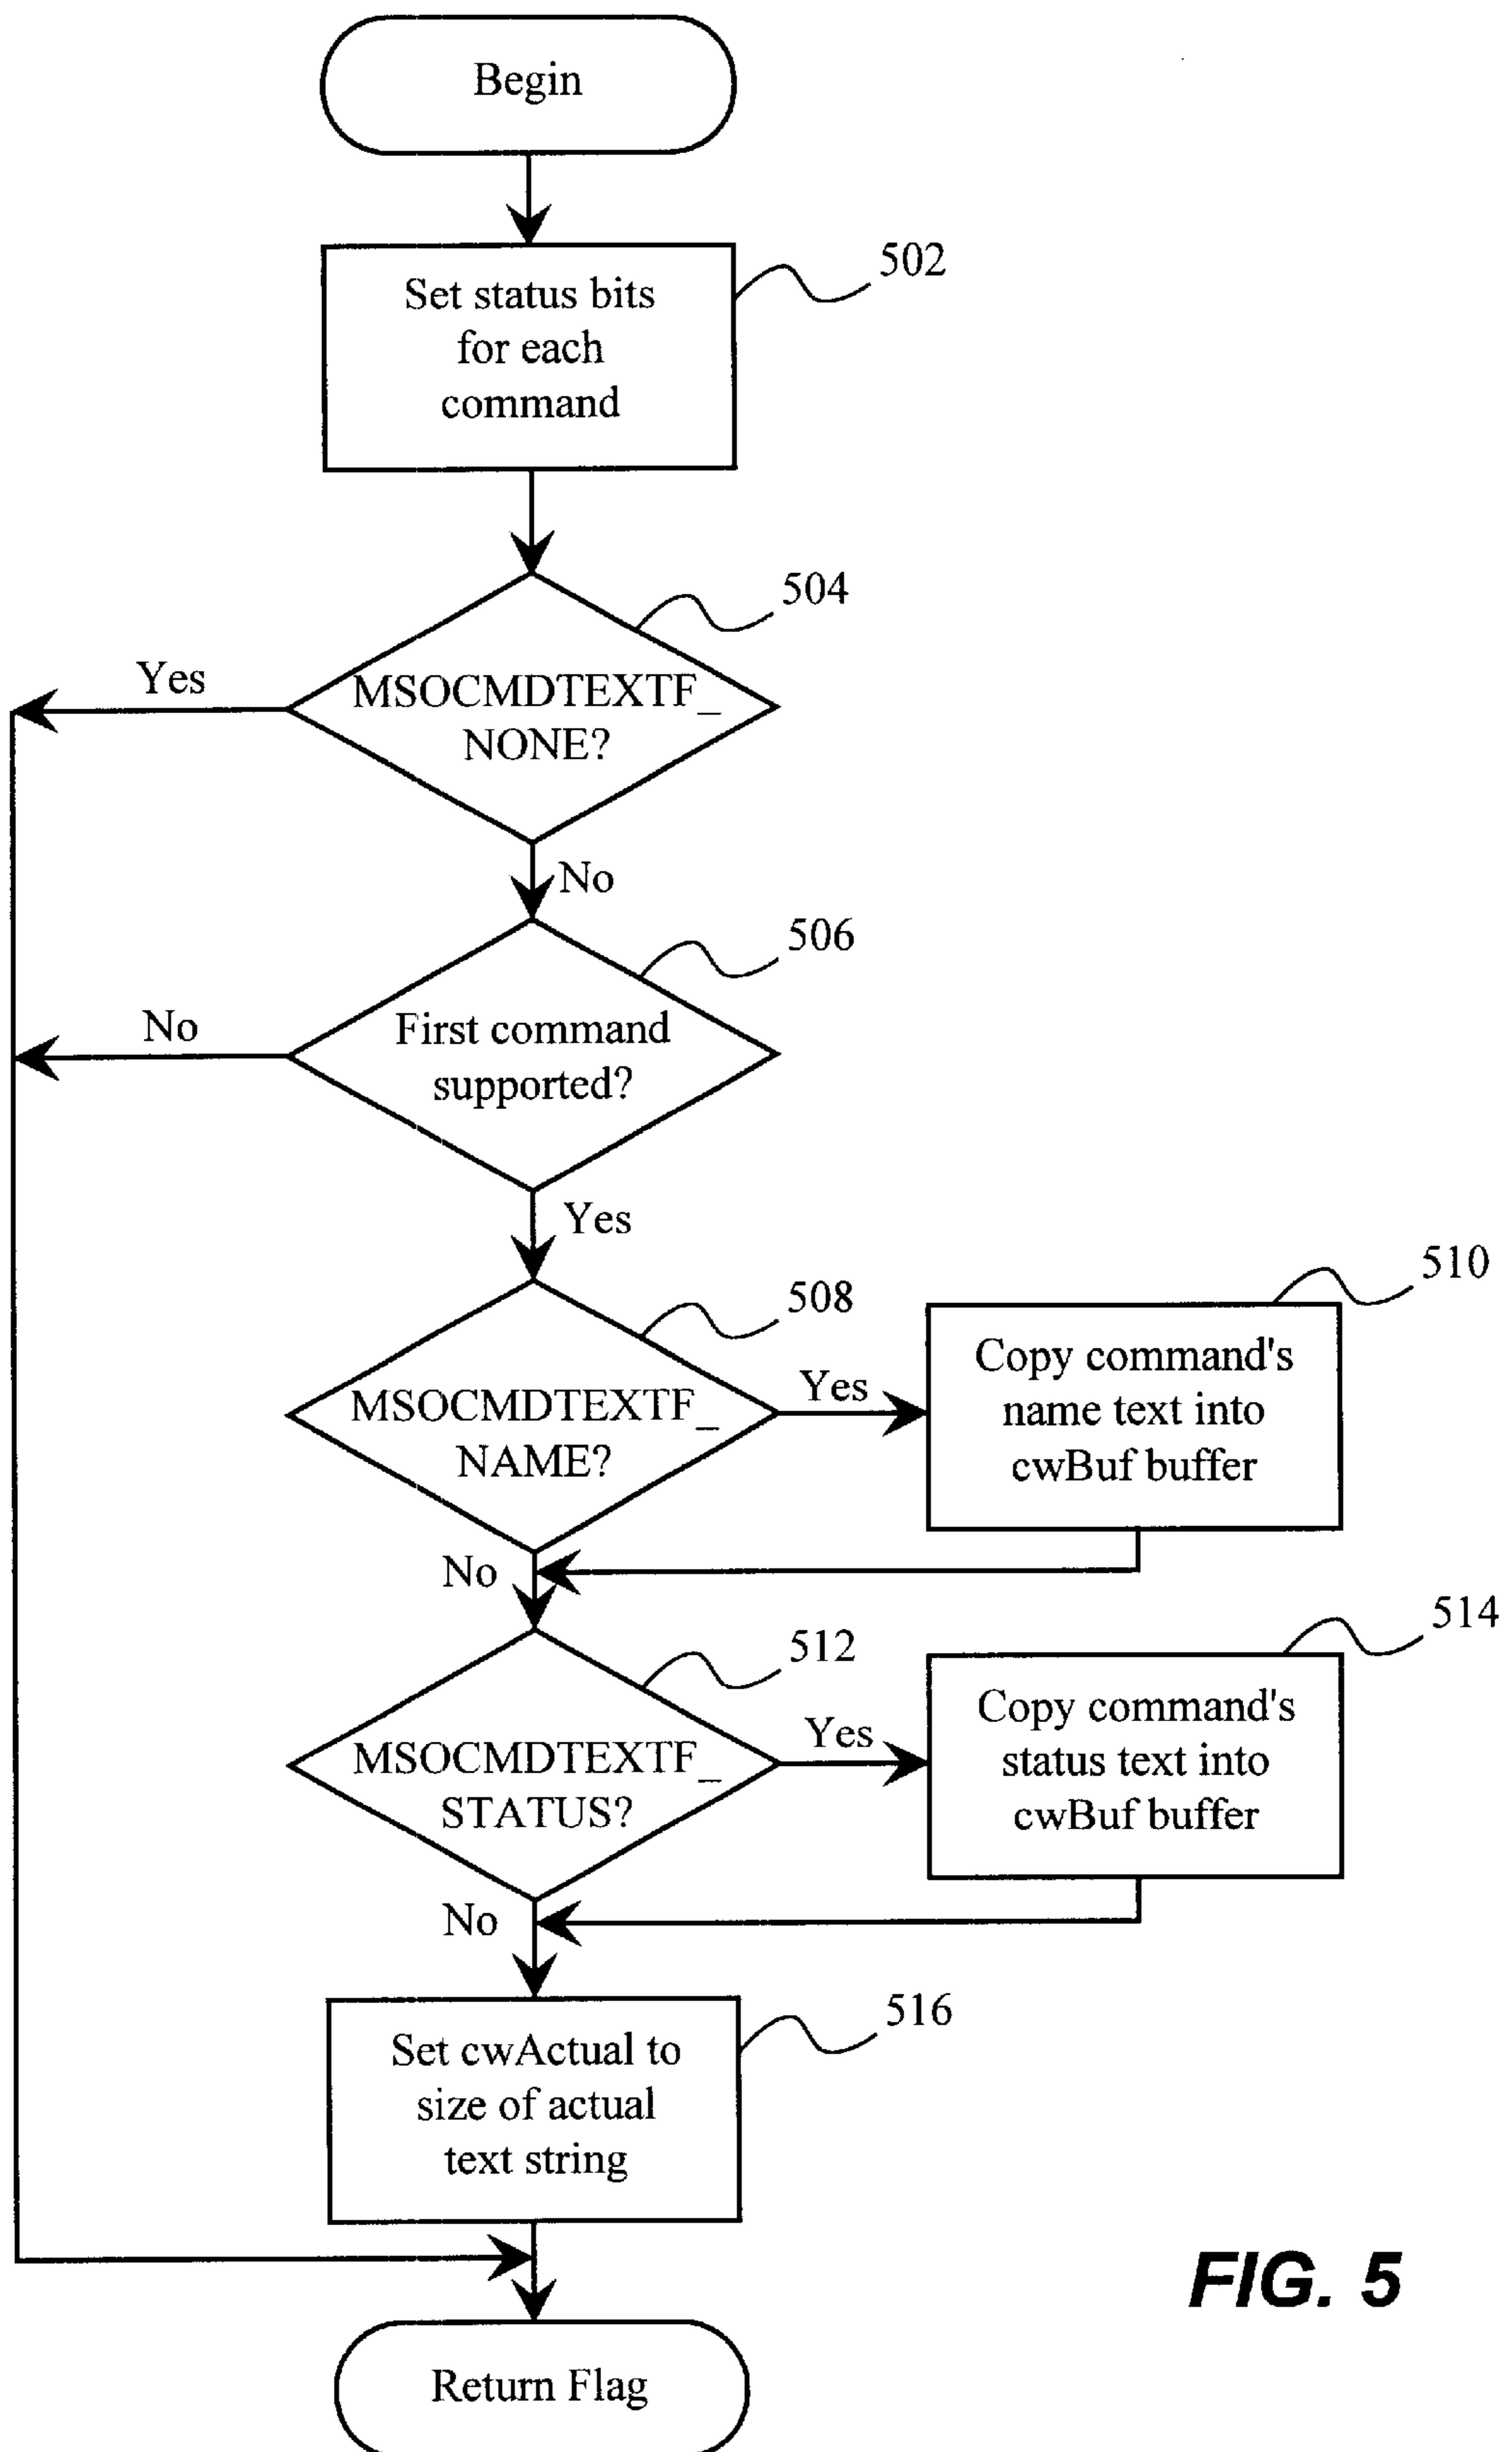 Begin
502
Set status bits
for each
command
504
Yes
MSOCMDTEXTF_
NONE?
No
506
No
First command
supported?
Yes
508
510
MSOCMDTEXTF_
NAME?
Yes
Copy command's
name text into
cwBuf buffer
No
512
514
MSOCMDTEXTF_
STATUS?
Yes
Copy command's
status text into
cwBuf buffer
No
516
Set cwActual to
size of actual
text string
FIG. 5
Return Flag